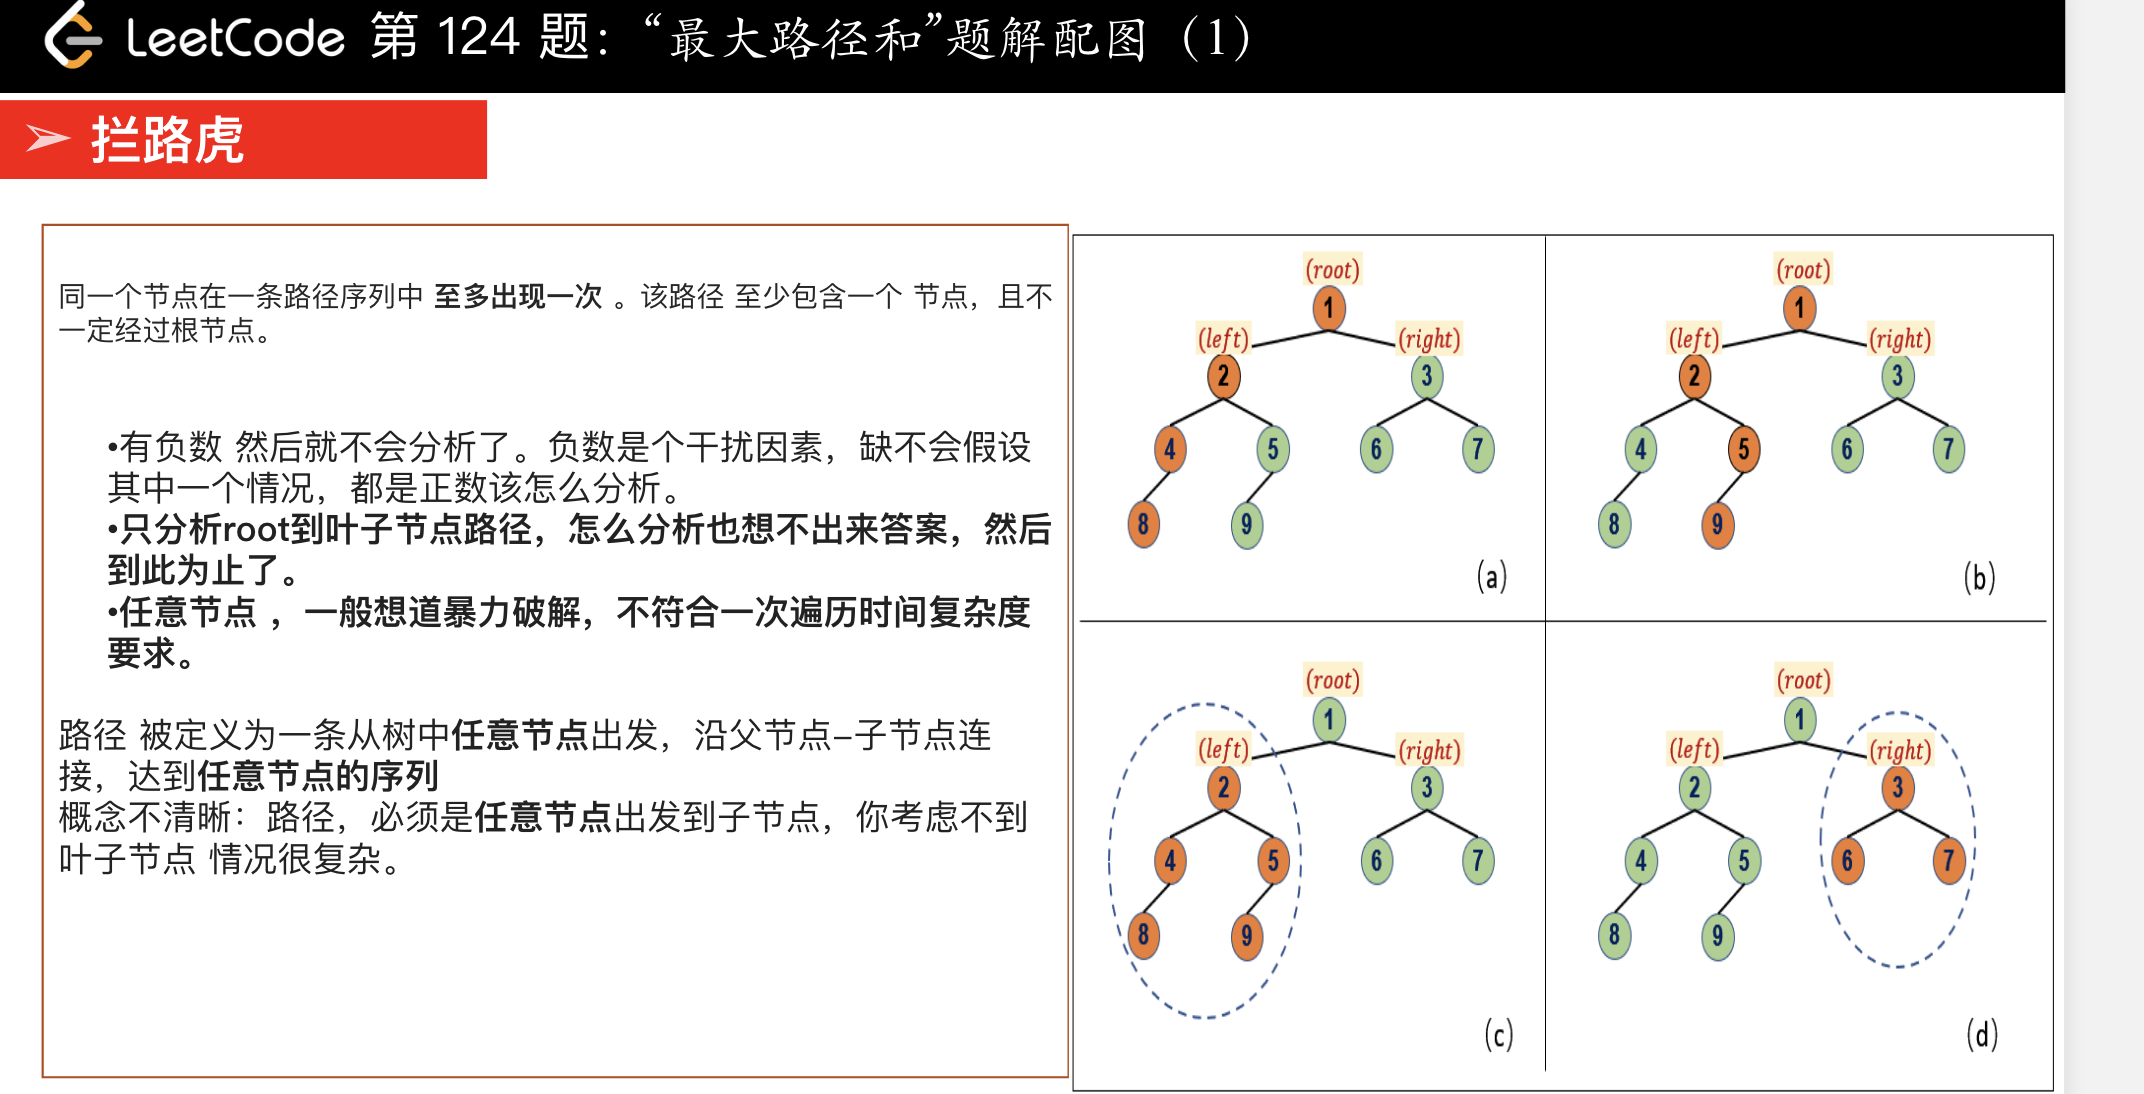 LeetCode 第 124 题：“最大路径和”题解配图（1）
➢ 拦路虎
同一个节点在一条路径序列中 至多出现一次 。该路径 至少包含一个 节点，且不
一定经过根节点。
•有负数 然后就不会分析了。负数是个干扰因素，缺不会假设
其中一个情况，都是正数该怎么分析。
•只分析root到叶子节点路径，怎么分析也想不出来答案，然后
到此为止了。
•任意节点 ，一般想道暴力破解，不符合一次遍历时间复杂度
要求。
路径 被定义为一条从树中任意节点出发，沿父节点–子节点连
接，达到任意节点的序列
概念不清晰：路径，必须是任意节点出发到子节点，你考虑不到
叶子节点 情况很复杂。
(root)
1
(left) (right)
2 3
4 5 6 7
8 9
(a)
(root)
1
(left) (right)
2 3
4 5 6 7
8 9
(b)
(root)
1
(left) (right)
2 3
4 5 6 7
8 9
(c)
(root)
1
(left) (right)
2 3
4 5 6 7
8 9
(d)